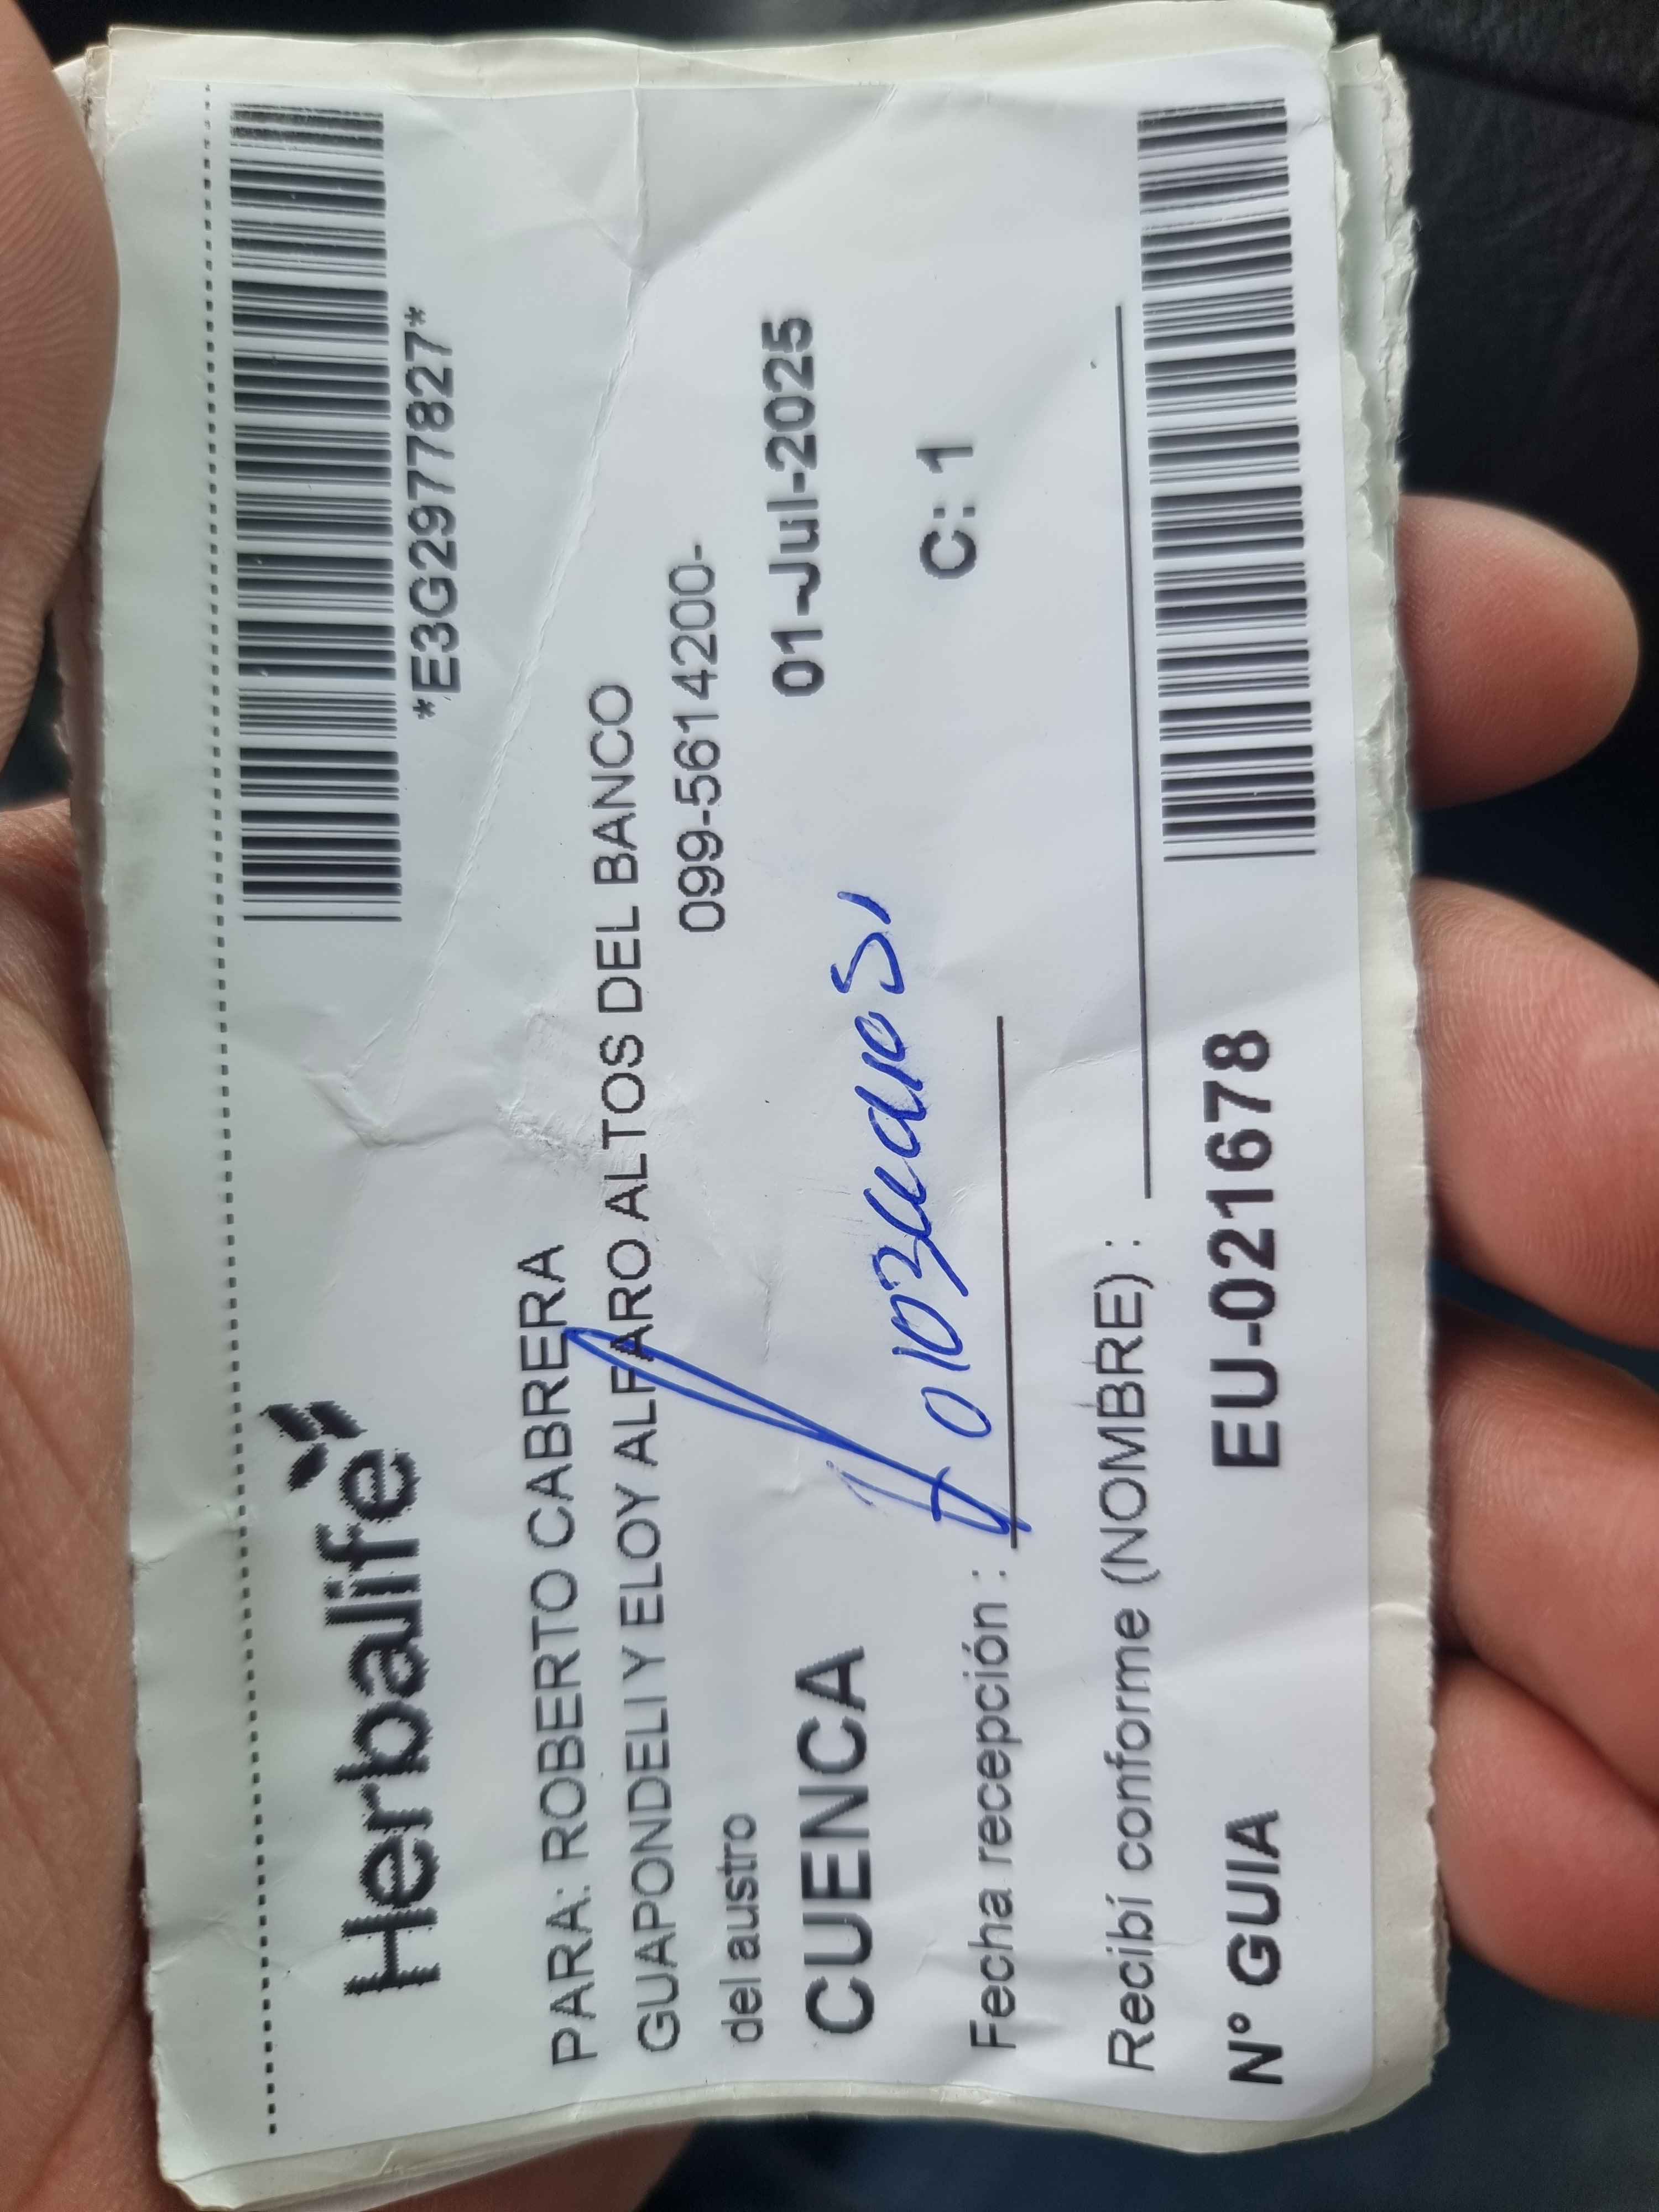 Herbalife
*E3G2977827*
PARA: ROBERTO CABRERA
GUAPONDELI Y ELOY ALFARO ALTOS DEL BANCO
del austro
099-5614200-
CUENCA
01-Jul-2025
Fecha recepción :
C: 1
Recibí conforme (NOMBRE) :
N° GUIA
EU-021678